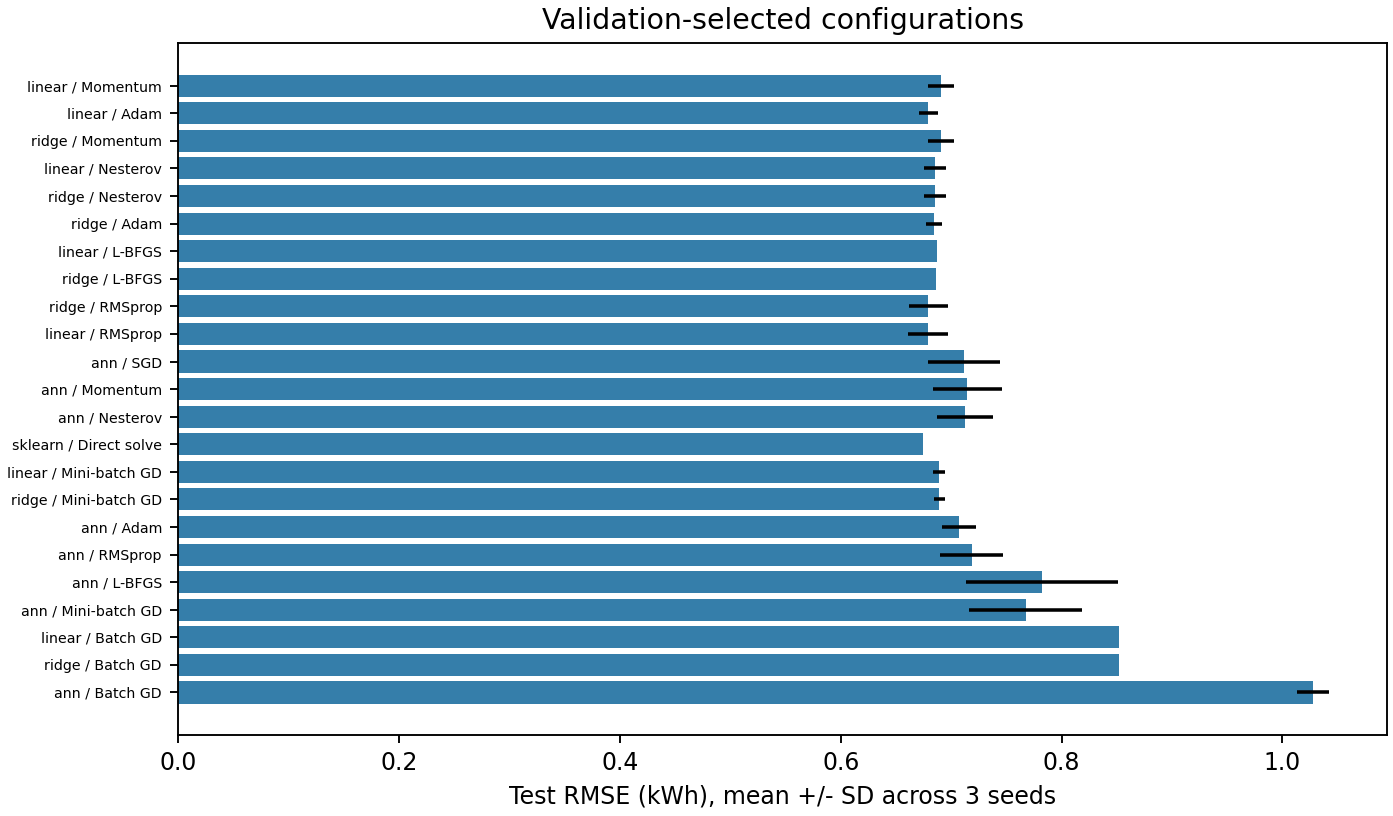 Validation-selected configurations
linear / Momentum
linear / Adam
ridge / Momentum
linear / Nesterov
ridge / Nesterov
ridge / Adam
linear / L-BFGS
ridge / L-BFGS
ridge / RMSprop
linear / RMSprop
ann / SGD
ann / Momentum
ann / Nesterov
sklearn / Direct solve
linear / Mini-batch GD
ridge / Mini-batch GD
ann / Adam
ann / RMSprop
ann / L-BFGS
ann / Mini-batch GD
linear / Batch GD
ridge / Batch GD
ann / Batch GD
0.0 0.2 0.4 0.6 0.8 1.0
Test RMSE (kWh), mean +/- SD across 3 seeds